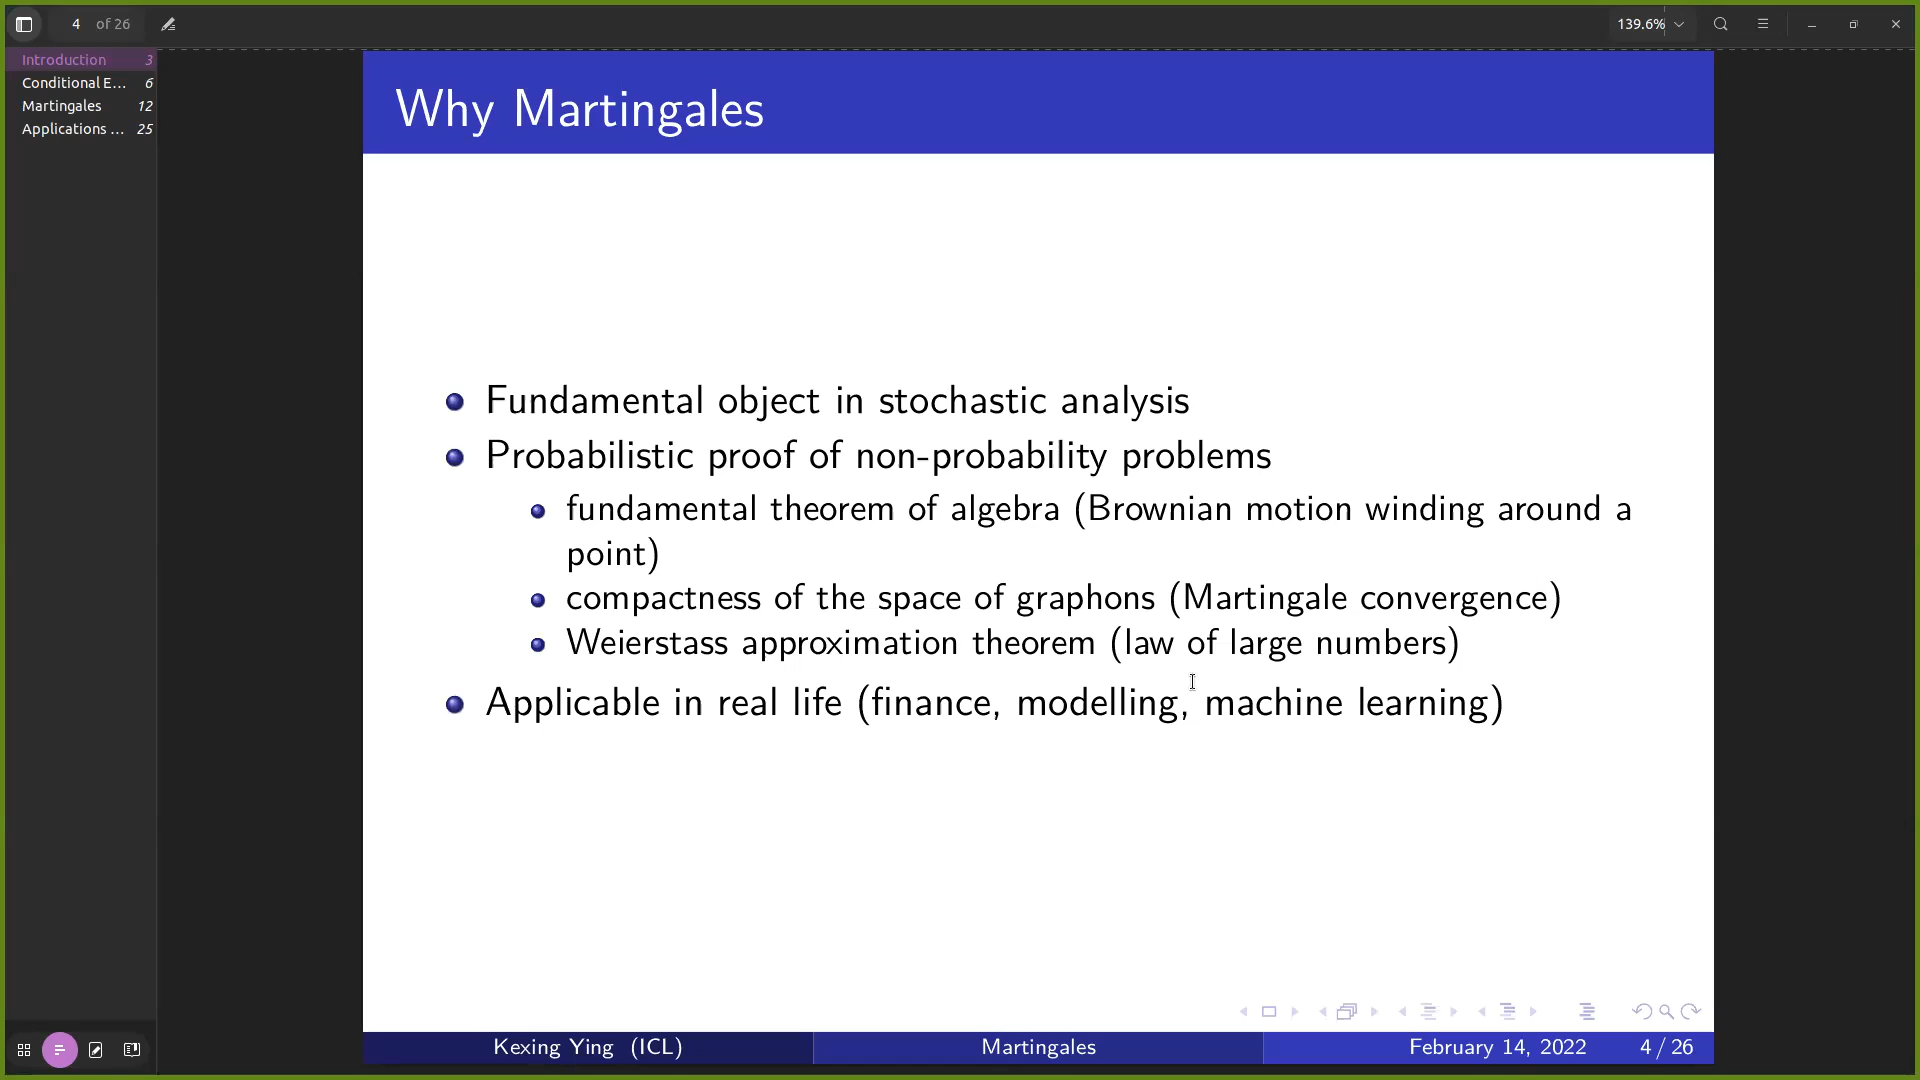 4 of 26
139.6%
Introduction 3
Conditional E... 6
Martingales 12
Applications ... 25
Why Martingales
Fundamental object in stochastic analysis
Probabilistic proof of non-probability problems
fundamental theorem of algebra (Brownian motion winding around a
point)
compactness of the space of graphons (Martingale convergence)
Weierstass approximation theorem (law of large numbers)
Applicable in real life (finance, modelling, machine learning)
Kexing Ying (ICL) Martingales February 14, 2022 4 / 26